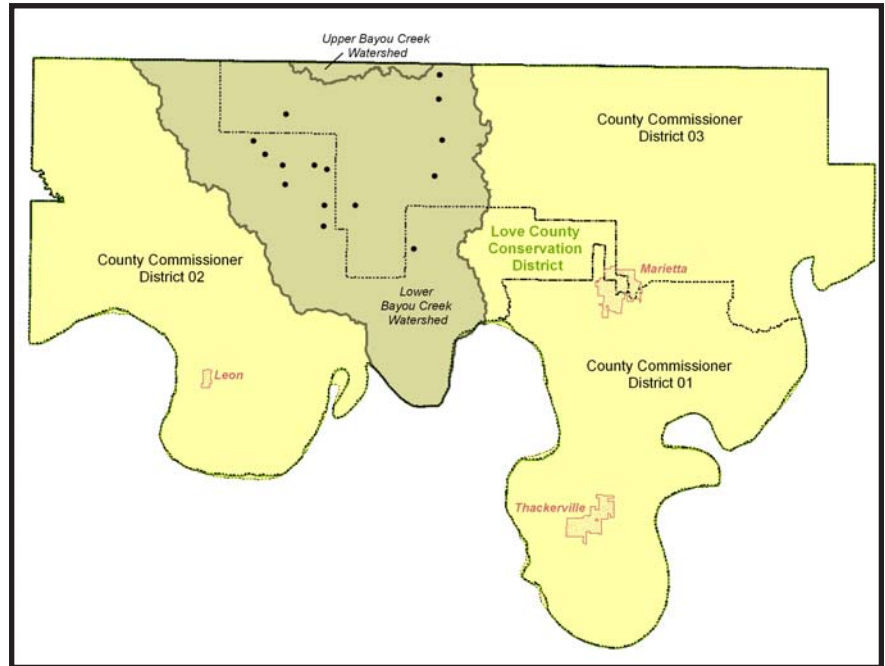 Upper Bayou Creek
Watershed
County Commissioner
District 03
Love County
Conservation
District
County Commissioner
District 02
Marietta
Lower
Bayou Creek
Watershed
County Commissioner
District 01
Leon
Thackerville